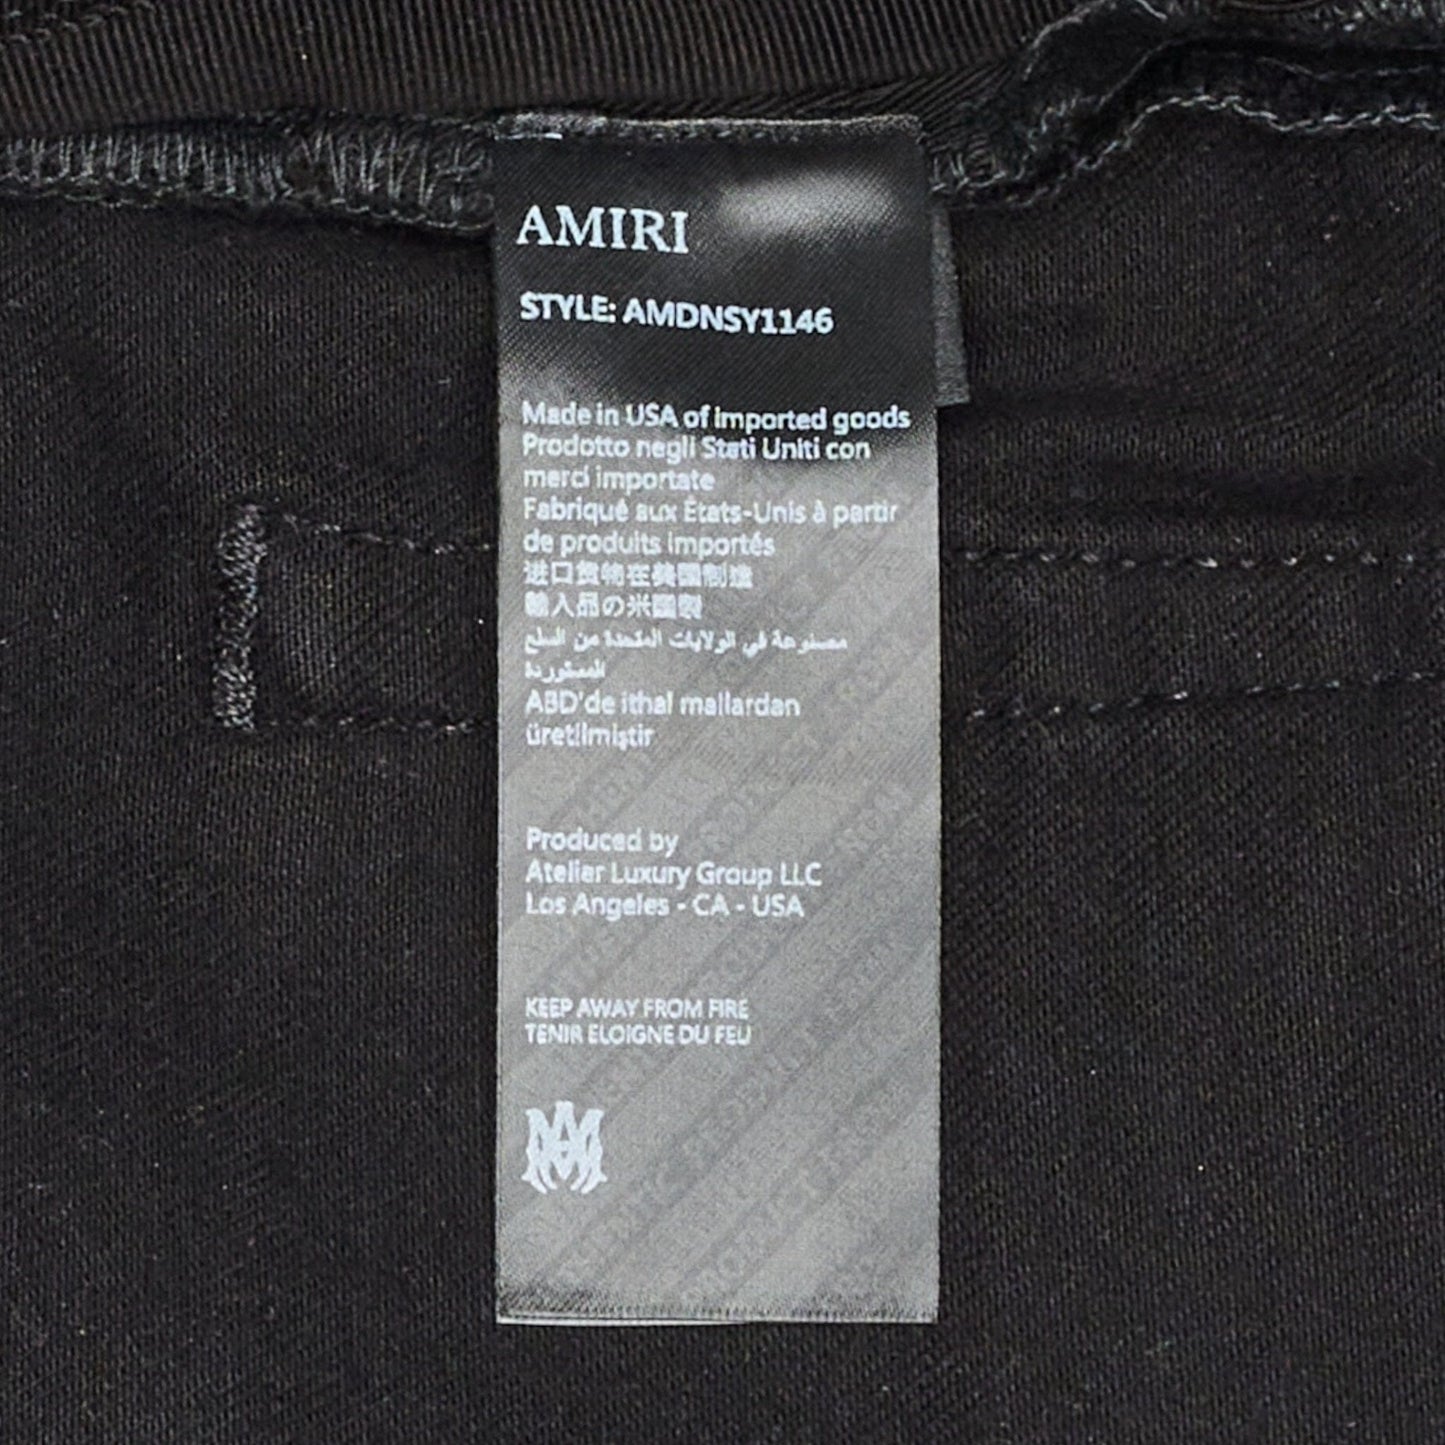 AMIRI
STYLE: AMDNSY1146
Made in USA of imported goods
Prodotto negli Stati Uniti con
merci importate
Fabriqué aux États-Unis à partir
de produits importés
进口货物在美国制造
輸入品の米国製
مصنوعة في الولايات المتحدة من السلع
المستوردة
ABD'de ithal mallardan
üretilmiştir
Produced by
Atelier Luxury Group LLC
Los Angeles - CA - USA
KEEP AWAY FROM FIRE
TENIR ELOIGNE DU FEU